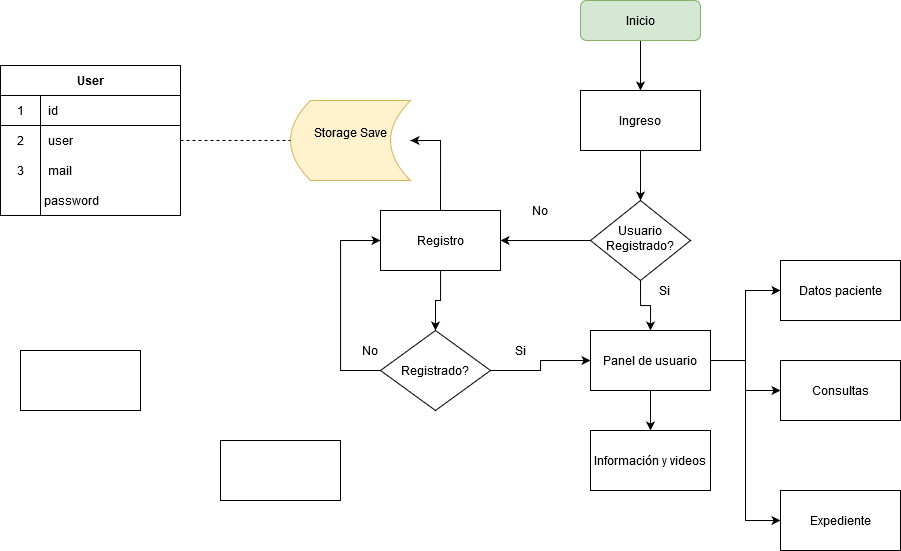 Inicio
User
1 id
2 user
3 mail
password
Storage Save
Ingreso
No
Usuario
Registrado?
Registro
Si
Datos paciente
No
Registrado?
Si
Panel de usuario
Consultas
Información y videos
Expediente